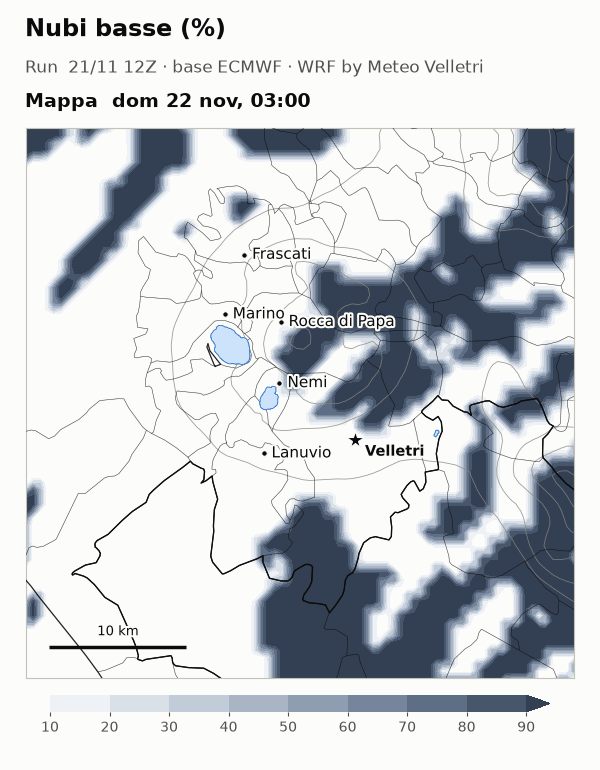 Nubi basse (%)
Run  21/11 12Z · base ECMWF · WRF by Meteo Velletri
Mappa  dom 22 nov, 03:00
Frascati
Marino
Rocca di Papa
Nemi
Velletri
Lanuvio
10 km
10 20 30 40 50 60 70 80 90